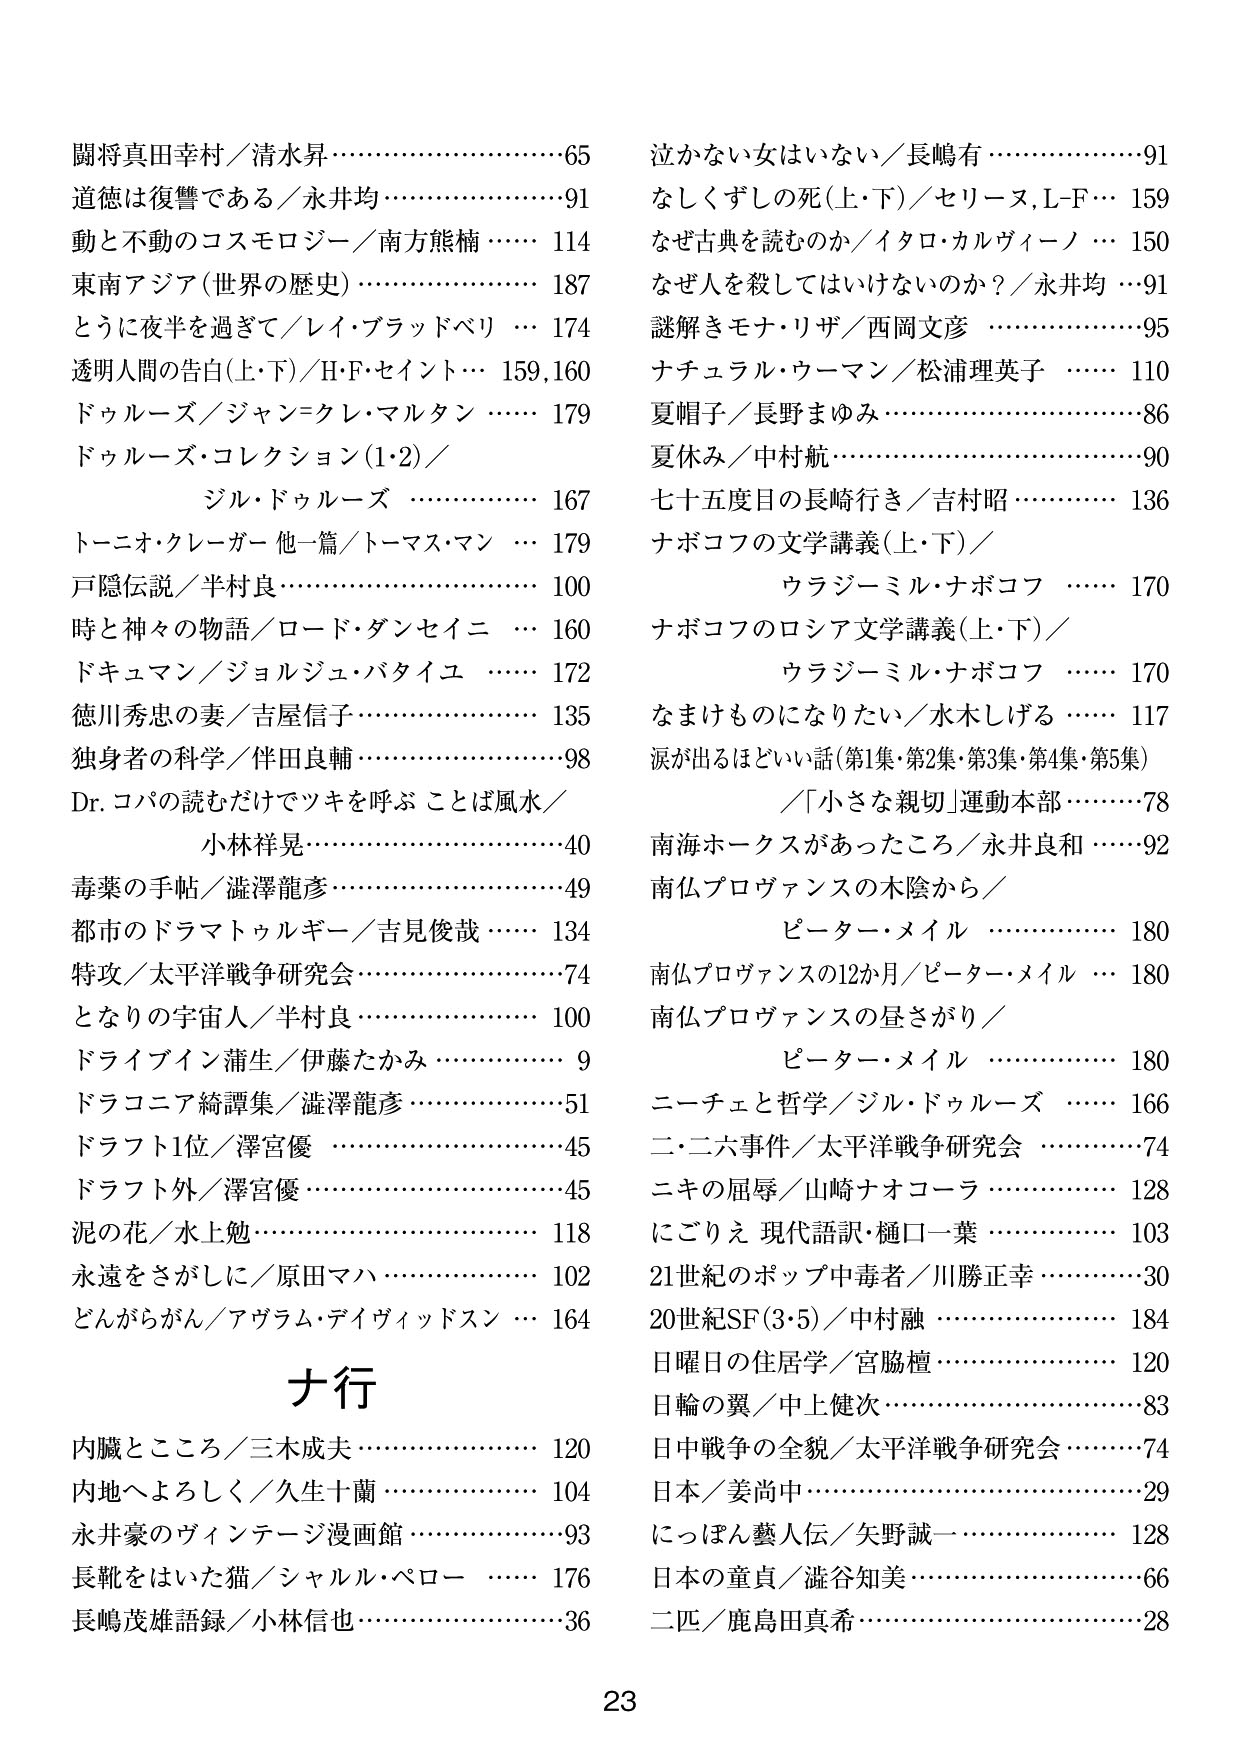 闘将真田幸村／清水昇…………………………65
道徳は復讐である／永井均…………………91
動と不動のコスモロジー／南方熊楠…… 114
東南アジア(世界の歴史)………………… 187
とうに夜半を過ぎて／レイ・ブラッドベリ … 174
透明人間の告白(上・下)／H・F・セイント… 159,160
ドゥルーズ／ジャン=クレ・マルタン …… 179
ドゥルーズ・コレクション(1・2)／
ジル・ドゥルーズ …………… 167
トーニオ・クレーガー 他一篇／トーマス・マン … 179
戸隠伝説／半村良………………………… 100
時と神々の物語／ロード・ダンセイニ … 160
ドキュマン／ジョルジュ・バタイユ …… 172
徳川秀忠の妻／吉屋信子………………… 135
独身者の科学／伴田良輔……………………98
Dr. コパの読むだけでツキを呼ぶ ことば風水／
小林祥晃…………………………40
毒薬の手帖／澁澤龍彦………………………49
都市のドラマトゥルギー／吉見俊哉…… 134
特攻／太平洋戦争研究会……………………74
となりの宇宙人／半村良………………… 100
ドライブイン蒲生／伊藤たかみ…………… 9
ドラコニア綺譚集／澁澤龍彦………………51
ドラフト1位／澤宮優 ………………………45
ドラフト外／澤宮優…………………………45
泥の花／水上勉…………………………… 118
永遠をさがしに／原田マハ……………… 102
どんがらがん／アヴラム・デイヴィッドスン … 164
ナ行
内臓とこころ／三木成夫………………… 120
内地へよろしく／久生十蘭……………… 104
永井豪のヴィンテージ漫画館………………93
長靴をはいた猫／シャルル・ペロー …… 176
長嶋茂雄語録／小林信也……………………36
泣かない女はいない／長嶋有………………91
なしくずしの死(上・下)／セリーヌ,L-F… 159
なぜ古典を読むのか／イタロ・カルヴィーノ … 150
なぜ人を殺してはいけないのか？／永井均 …91
謎解きモナ・リザ／西岡文彦 ………………95
ナチュラル・ウーマン／松浦理英子 …… 110
夏帽子／長野まゆみ…………………………86
夏休み／中村航………………………………90
七十五度目の長崎行き／吉村昭………… 136
ナボコフの文学講義(上・下)／
ウラジーミル・ナボコフ …… 170
ナボコフのロシア文学講義(上・下)／
ウラジーミル・ナボコフ …… 170
なまけものになりたい／水木しげる…… 117
涙が出るほどいい話(第1集・第2集・第3集・第4集・第5集)
／「小さな親切」運動本部………78
南海ホークスがあったころ／永井良和……92
南仏プロヴァンスの木陰から／
ピーター・メイル …………… 180
南仏プロヴァンスの12か月／ピーター・メイル … 180
南仏プロヴァンスの昼さがり／
ピーター・メイル …………… 180
ニーチェと哲学／ジル・ドゥルーズ …… 166
二・二六事件／太平洋戦争研究会 …………74
ニキの屈辱／山崎ナオコーラ…………… 128
にごりえ 現代語訳・樋口一葉…………… 103
21世紀のポップ中毒者／川勝正幸…………30
20世紀SF(3・5)／中村融 ………………… 184
日曜日の住居学／宮脇檀………………… 120
日輪の翼／中上健次…………………………83
日中戦争の全貌／太平洋戦争研究会………74
日本／姜尚中…………………………………29
にっぽん藝人伝／矢野誠一……………… 128
日本の童貞／澁谷知美………………………66
二匹／鹿島田真希……………………………28
23